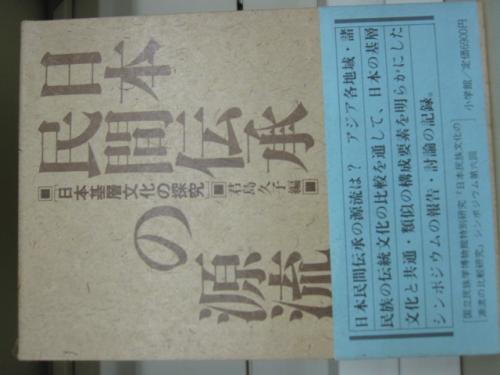 日本
民間伝承
の
源流
■日本基層文化の探究■君島久子編■
日本民間伝承の源流は？ アジア各地域・諸
民族の伝統文化の比較を通して、日本の基層
文化と共通・類似の構成要素を明らかにした
シンポジウムの報告・討論の記録。
［国立民族学博物館特別研究『日本民族文化の
源流の比較研究』シンポジウム第六回
小学館／定価6900円